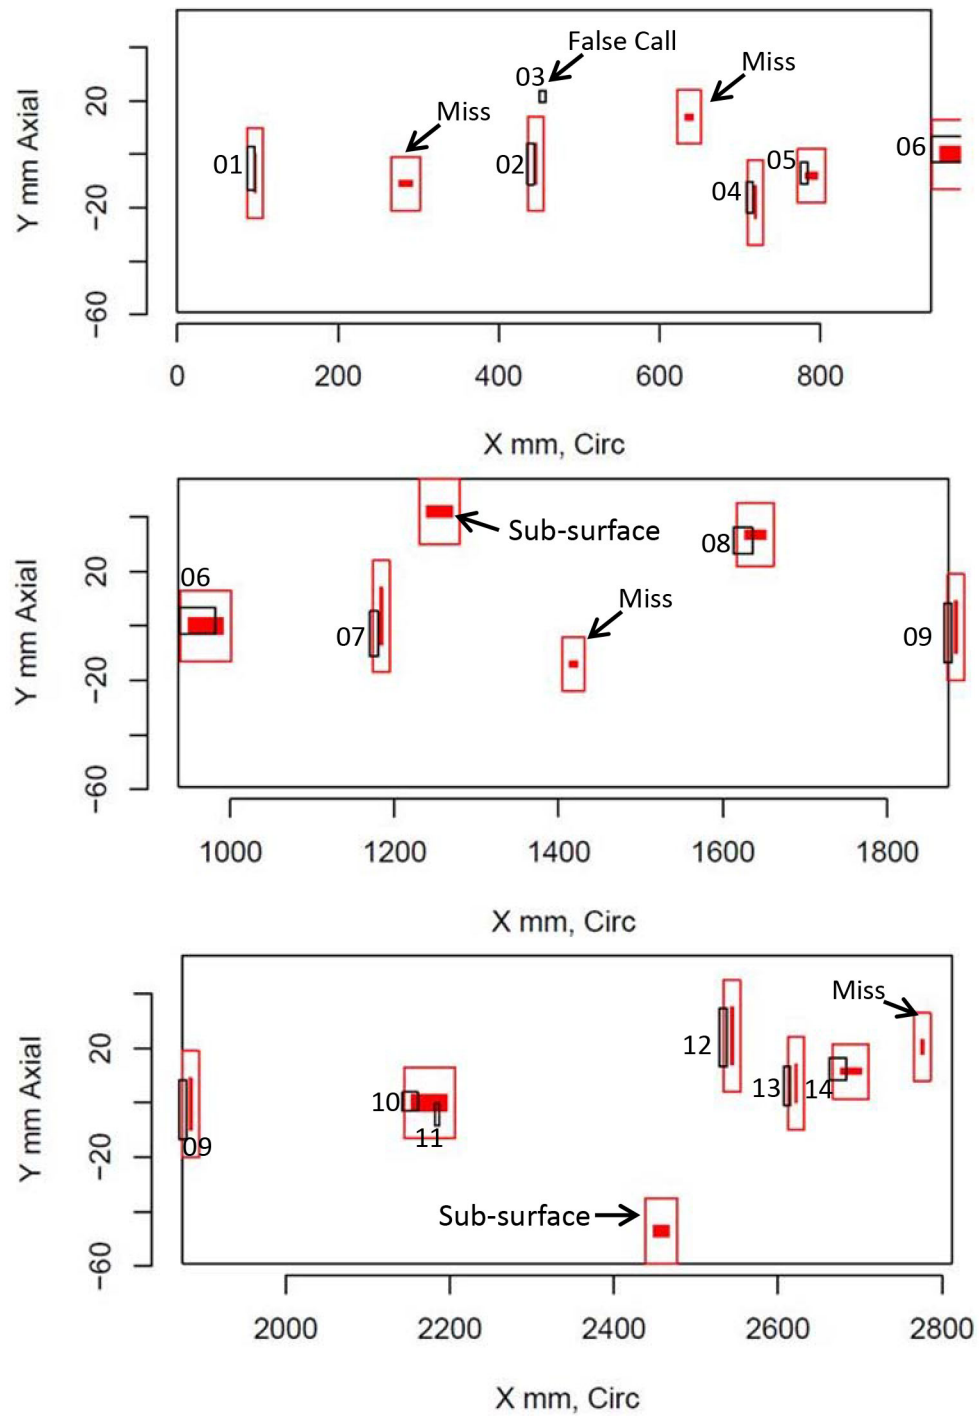 False Call
03
Miss
Miss
01
02
04
05
06
Y mm Axial
20
−20
−60
0 200 400 600 800
X mm, Circ
Sub-surface
06
07
Miss
08
09
Y mm Axial
20
−20
−60
1000 1200 1400 1600 1800
X mm, Circ
Miss
09
10
11
12
13
14
Sub-surface
Y mm Axial
20
−20
−60
2000 2200 2400 2600 2800
X mm, Circ